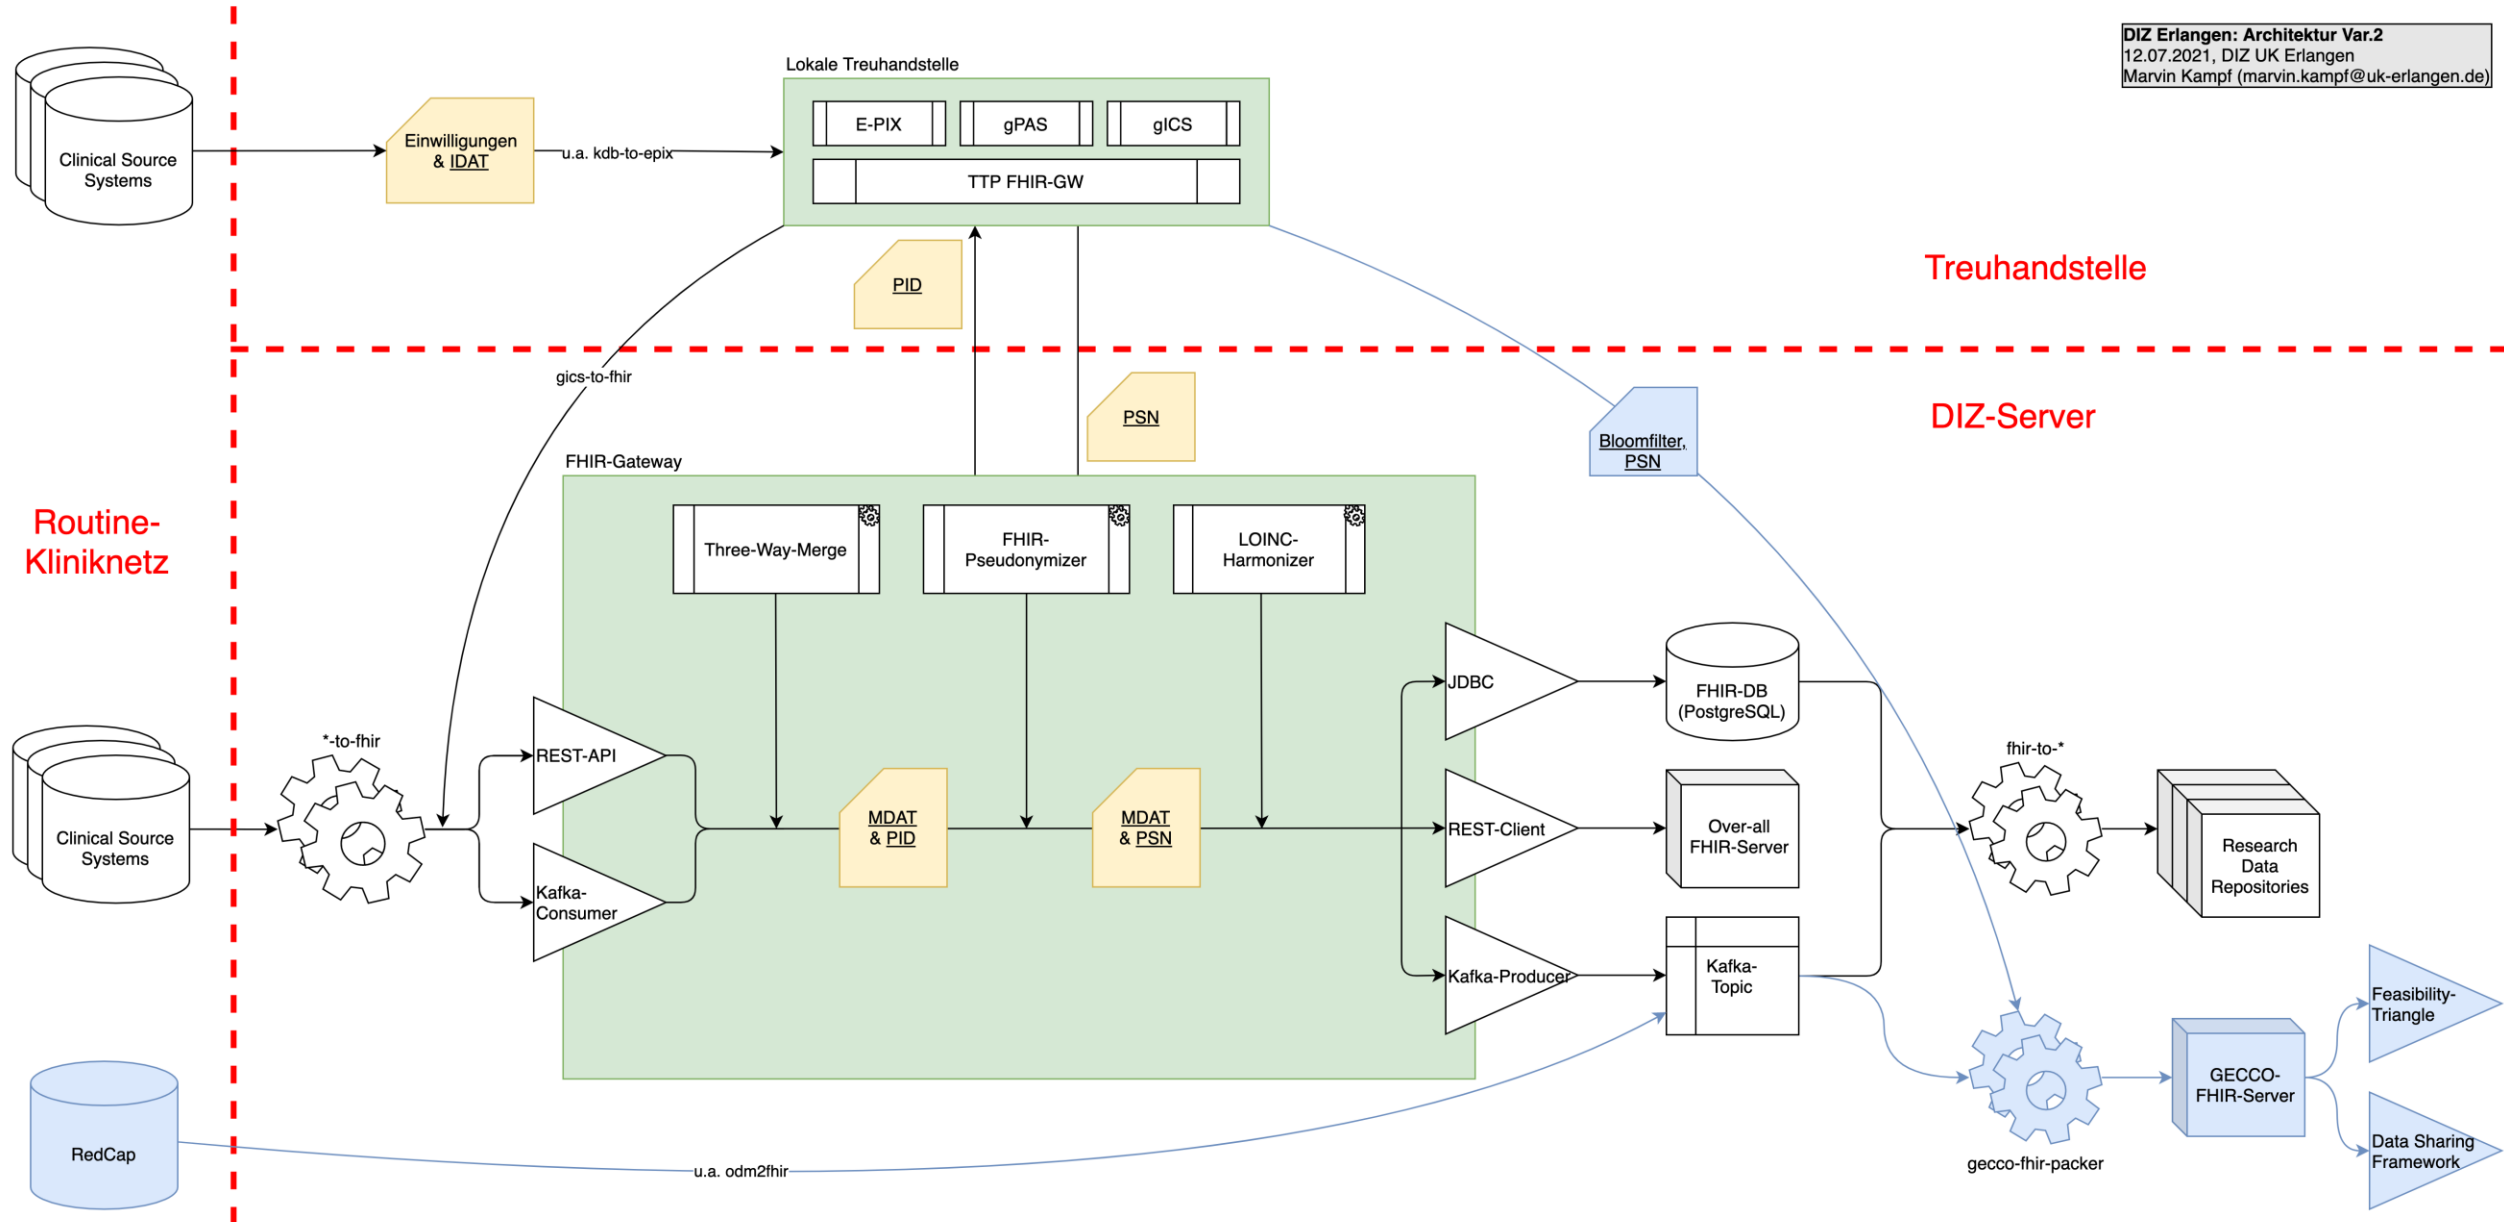 DIZ Erlangen: Architektur Var.2
12.07.2021, DIZ UK Erlangen
Marvin Kampf (marvin.kampf@uk-erlangen.de)
Lokale Treuhandstelle
E-PIX
gPAS
gICS
TTP FHIR-GW
Clinical Source
Systems
Einwilligungen
& IDAT
u.a. kdb-to-epix
PID
Treuhandstelle
gics-to-fhir
PSN
DIZ-Server
Bloomfilter,
PSN
FHIR-Gateway
Routine-
Kliniknetz
Three-Way-Merge
FHIR-
Pseudonymizer
LOINC-
Harmonizer
JDBC
FHIR-DB
(PostgreSQL)
*-to-fhir
REST-API
fhir-to-*
Clinical Source
Systems
MDAT
& PID
MDAT
& PSN
REST-Client
Over-all
FHIR-Server
Research
Data
Repositories
Kafka-
Consumer
Kafka-Producer
Kafka-
Topic
Feasibility-
Triangle
GECCO-
FHIR-Server
RedCap
u.a. odm2fhir
gecco-fhir-packer
Data Sharing
Framework